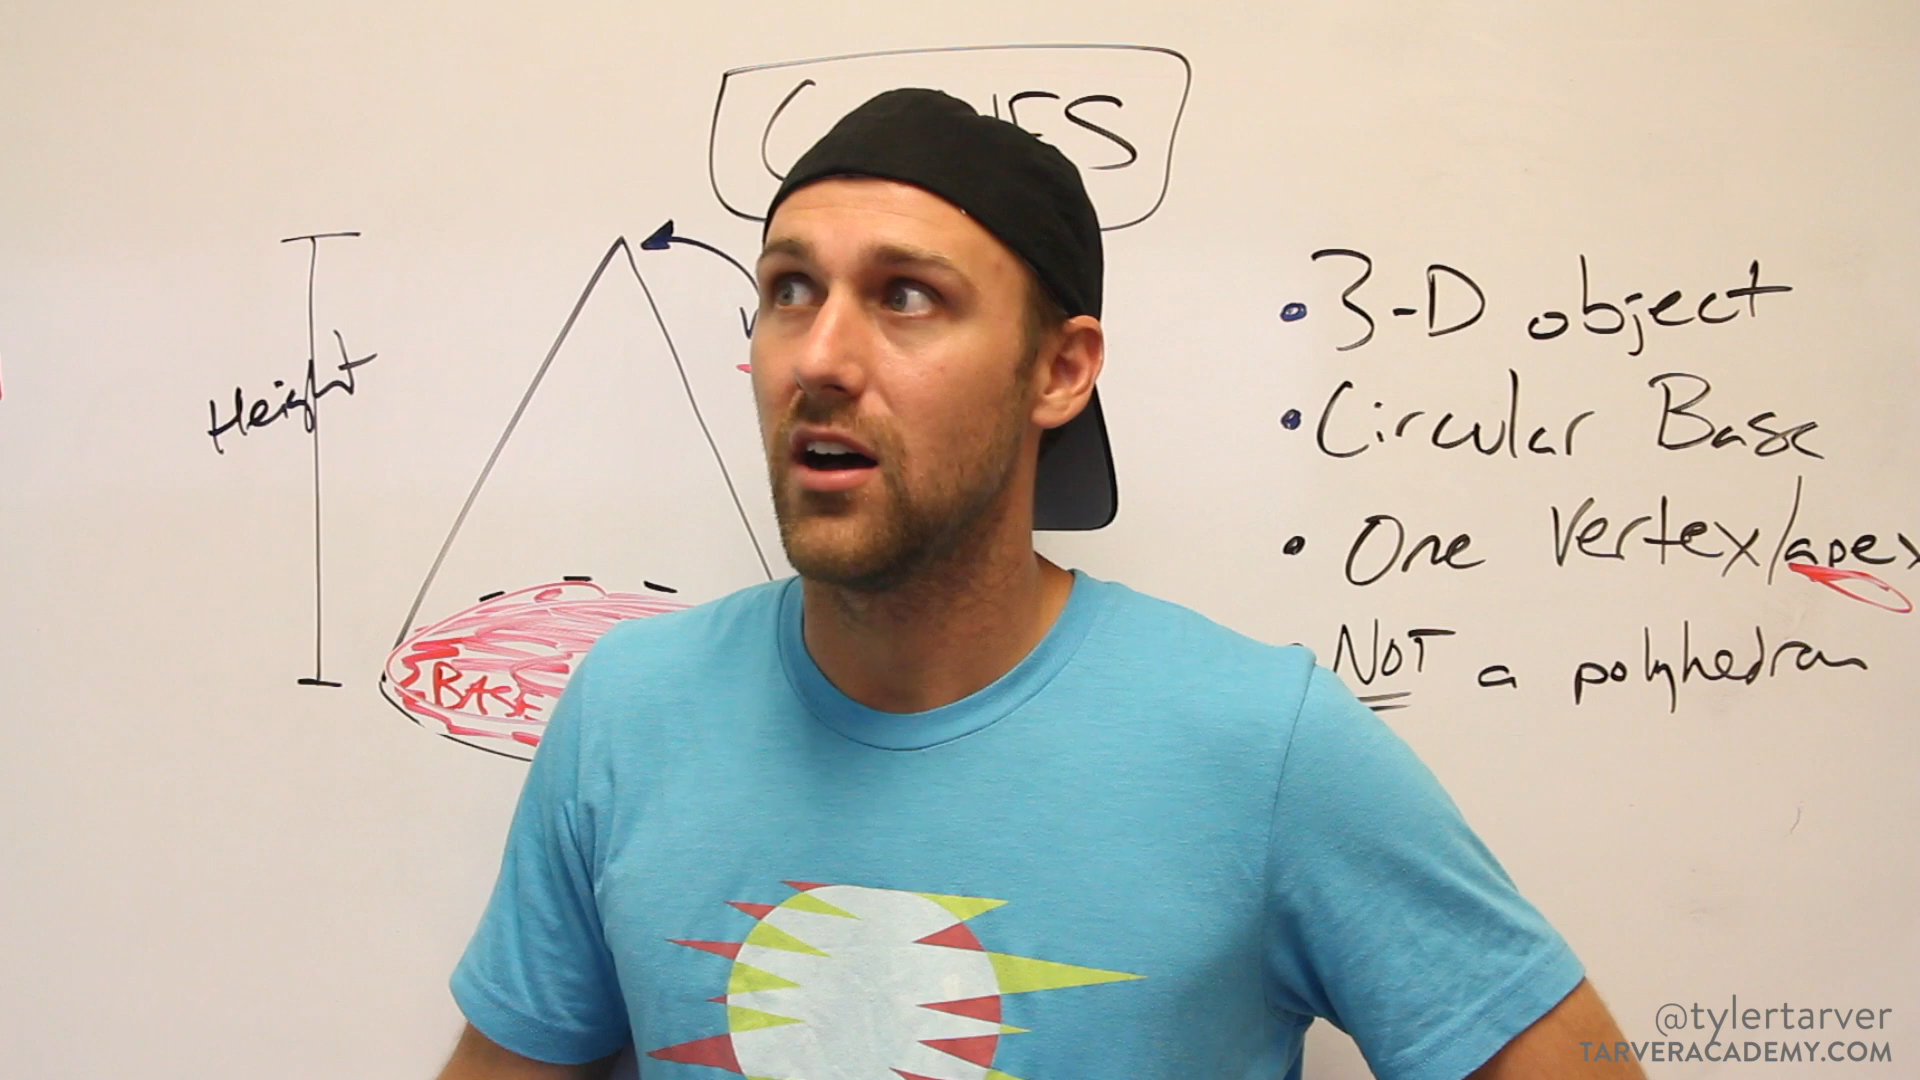 3-D object
Circular Base
One Vertex/apex
NOT a polyhedron
Height
BASE
@tylertarver
TARVERACADEMY.COM